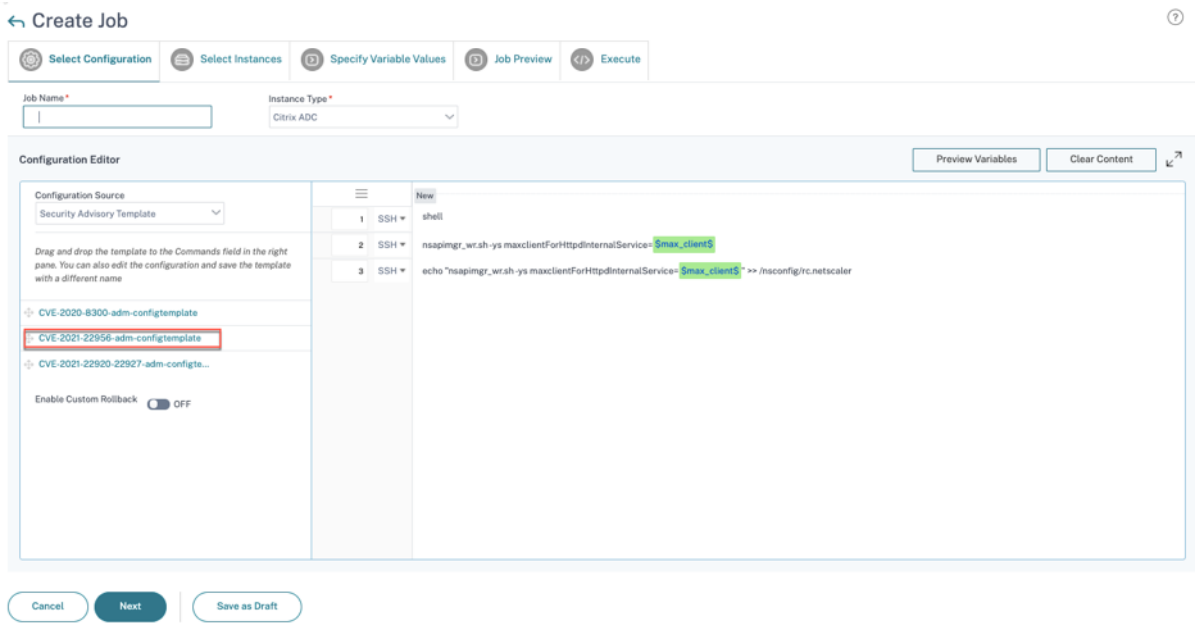 Create Job
?
Select Configuration
Select Instances
Specify Variable Values
Job Preview
Execute
Job Name*
Instance Type*
Citrix ADC
Configuration Editor
Preview Variables
Clear Content
Configuration Source
Security Advisory Template
Drag and drop the template to the Commands field in the right
pane. You can also edit the configuration and save the template
with a different name
CVE-2020-8300-adm-configtemplate
CVE-2021-22956-adm-configtemplate
CVE-2021-22920-22927-adm-configte...
Enable Custom Rollback
OFF
New
1 SSH shell
2 SSH nsapimgr_wr.sh -ys maxclientForHttpdInternalService= $max_client$
3 SSH echo "nsapimgr_wr.sh -ys maxclientForHttpdInternalService= $max_client$ " >> /nsconfig/rc.netscaler
Cancel
Next
Save as Draft